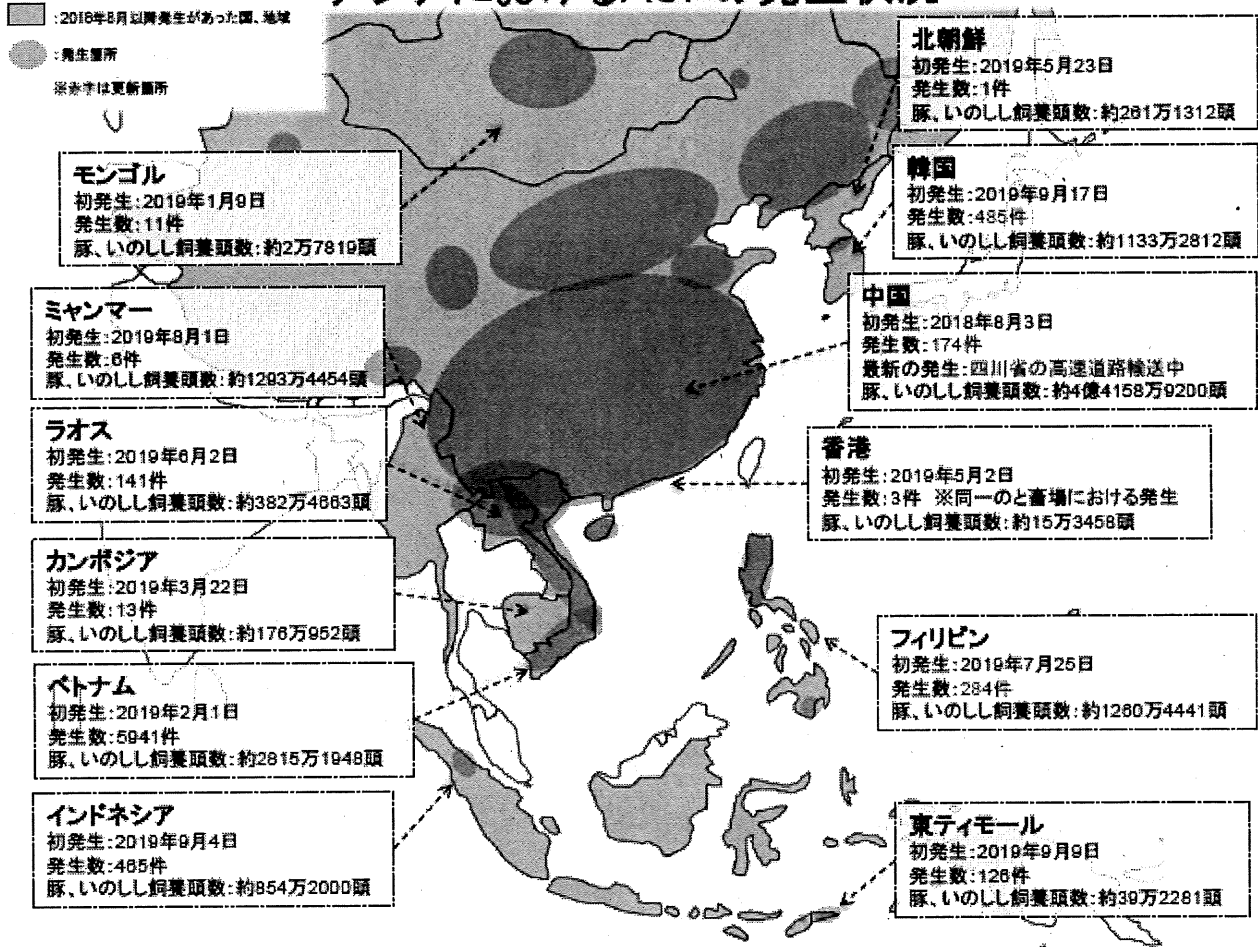 アジアにおけるASFの発生状況
:2018年8月以降発生があった国、地域
:発生箇所
※赤字は更新箇所
北朝鮮
初発生:2019年5月23日
発生数:1件
豚、いのしし飼養頭数:約261万1312頭
韓国
初発生:2019年9月17日
発生数:485件
豚、いのしし飼養頭数:約1133万2812頭
モンゴル
初発生:2019年1月9日
発生数:11件
豚、いのしし飼養頭数:約2万7819頭
中国
初発生:2018年8月3日
発生数:174件
最新の発生:四川省の高速道路輸送中
豚、いのしし飼養頭数:約4億4158万9200頭
ミャンマー
初発生:2019年8月1日
発生数:6件
豚、いのしし飼養頭数:約1293万4454頭
ラオス
初発生:2019年6月2日
発生数:141件
豚、いのしし飼養頭数:約382万4663頭
香港
初発生:2019年5月2日
発生数:3件 ※同一のと畜場における発生
豚、いのしし飼養頭数:約15万3458頭
カンボジア
初発生:2019年3月22日
発生数:13件
豚、いのしし飼養頭数:約176万952頭
フィリピン
初発生:2019年7月25日
発生数:284件
豚、いのしし飼養頭数:約1260万4441頭
ベトナム
初発生:2019年2月1日
発生数:5941件
豚、いのしし飼養頭数:約2815万1948頭
インドネシア
初発生:2019年9月4日
発生数:465件
豚、いのしし飼養頭数:約854万2000頭
東ティモール
初発生:2019年9月9日
発生数:126件
豚、いのしし飼養頭数:約39万2281頭